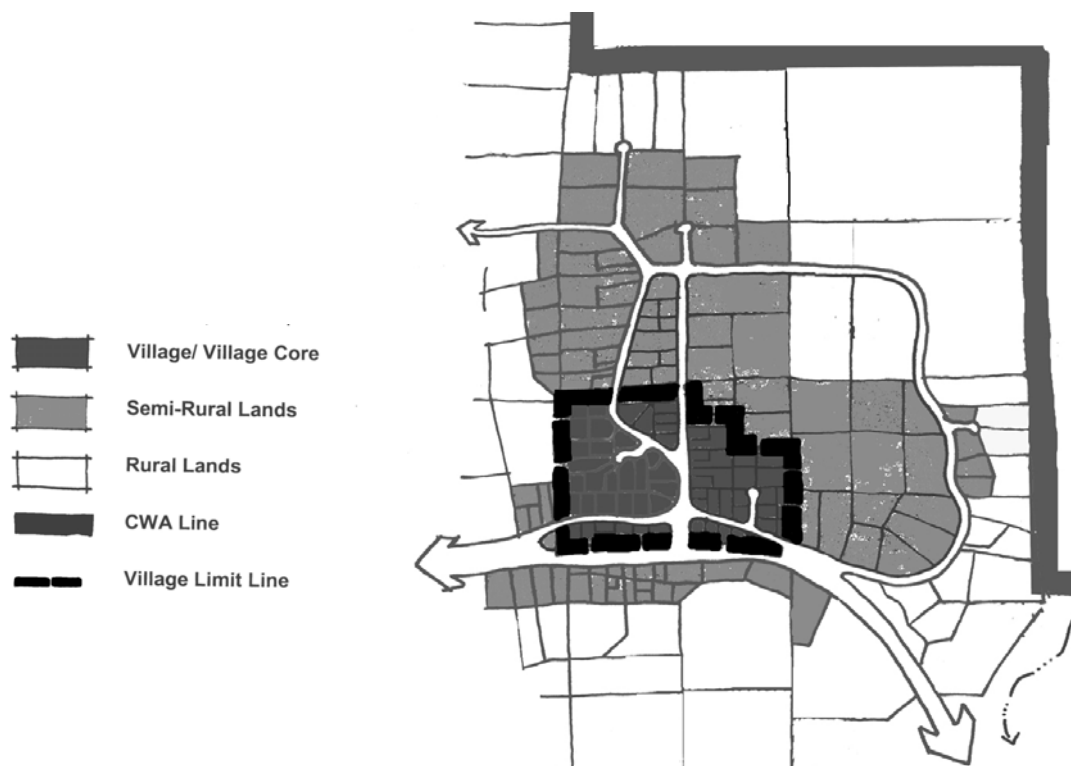 Village/ Village Core
Semi-Rural Lands
Rural Lands
CWA Line
Village Limit Line